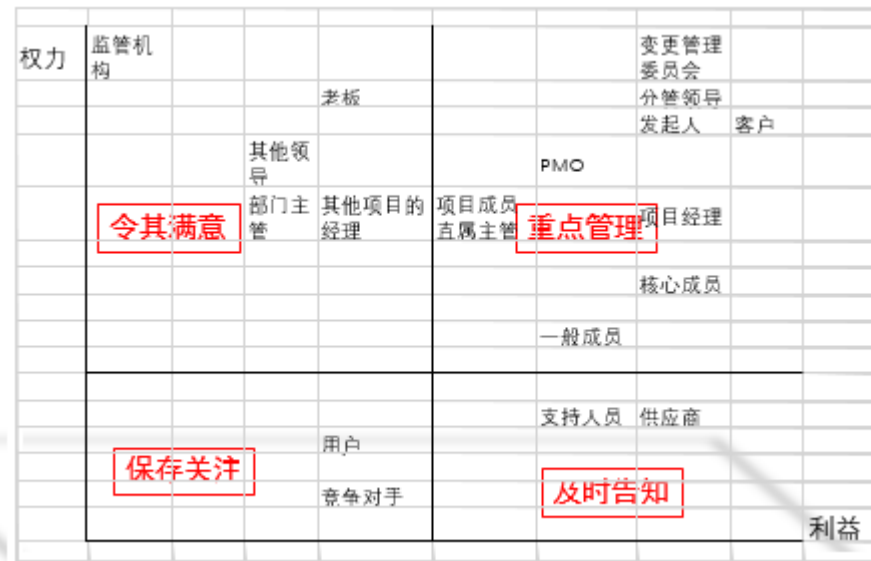 权力
监管机
构
变更管理
委员会
老板
分管领导
发起人
客户
其他领
导
PMO
令其满意
部门主
管
其他项目的
经理
项目成员
直属主管
重点管理
项目经理
核心成员
一般成员
支持人员
供应商
用户
保存关注
竞争对手
及时告知
利益